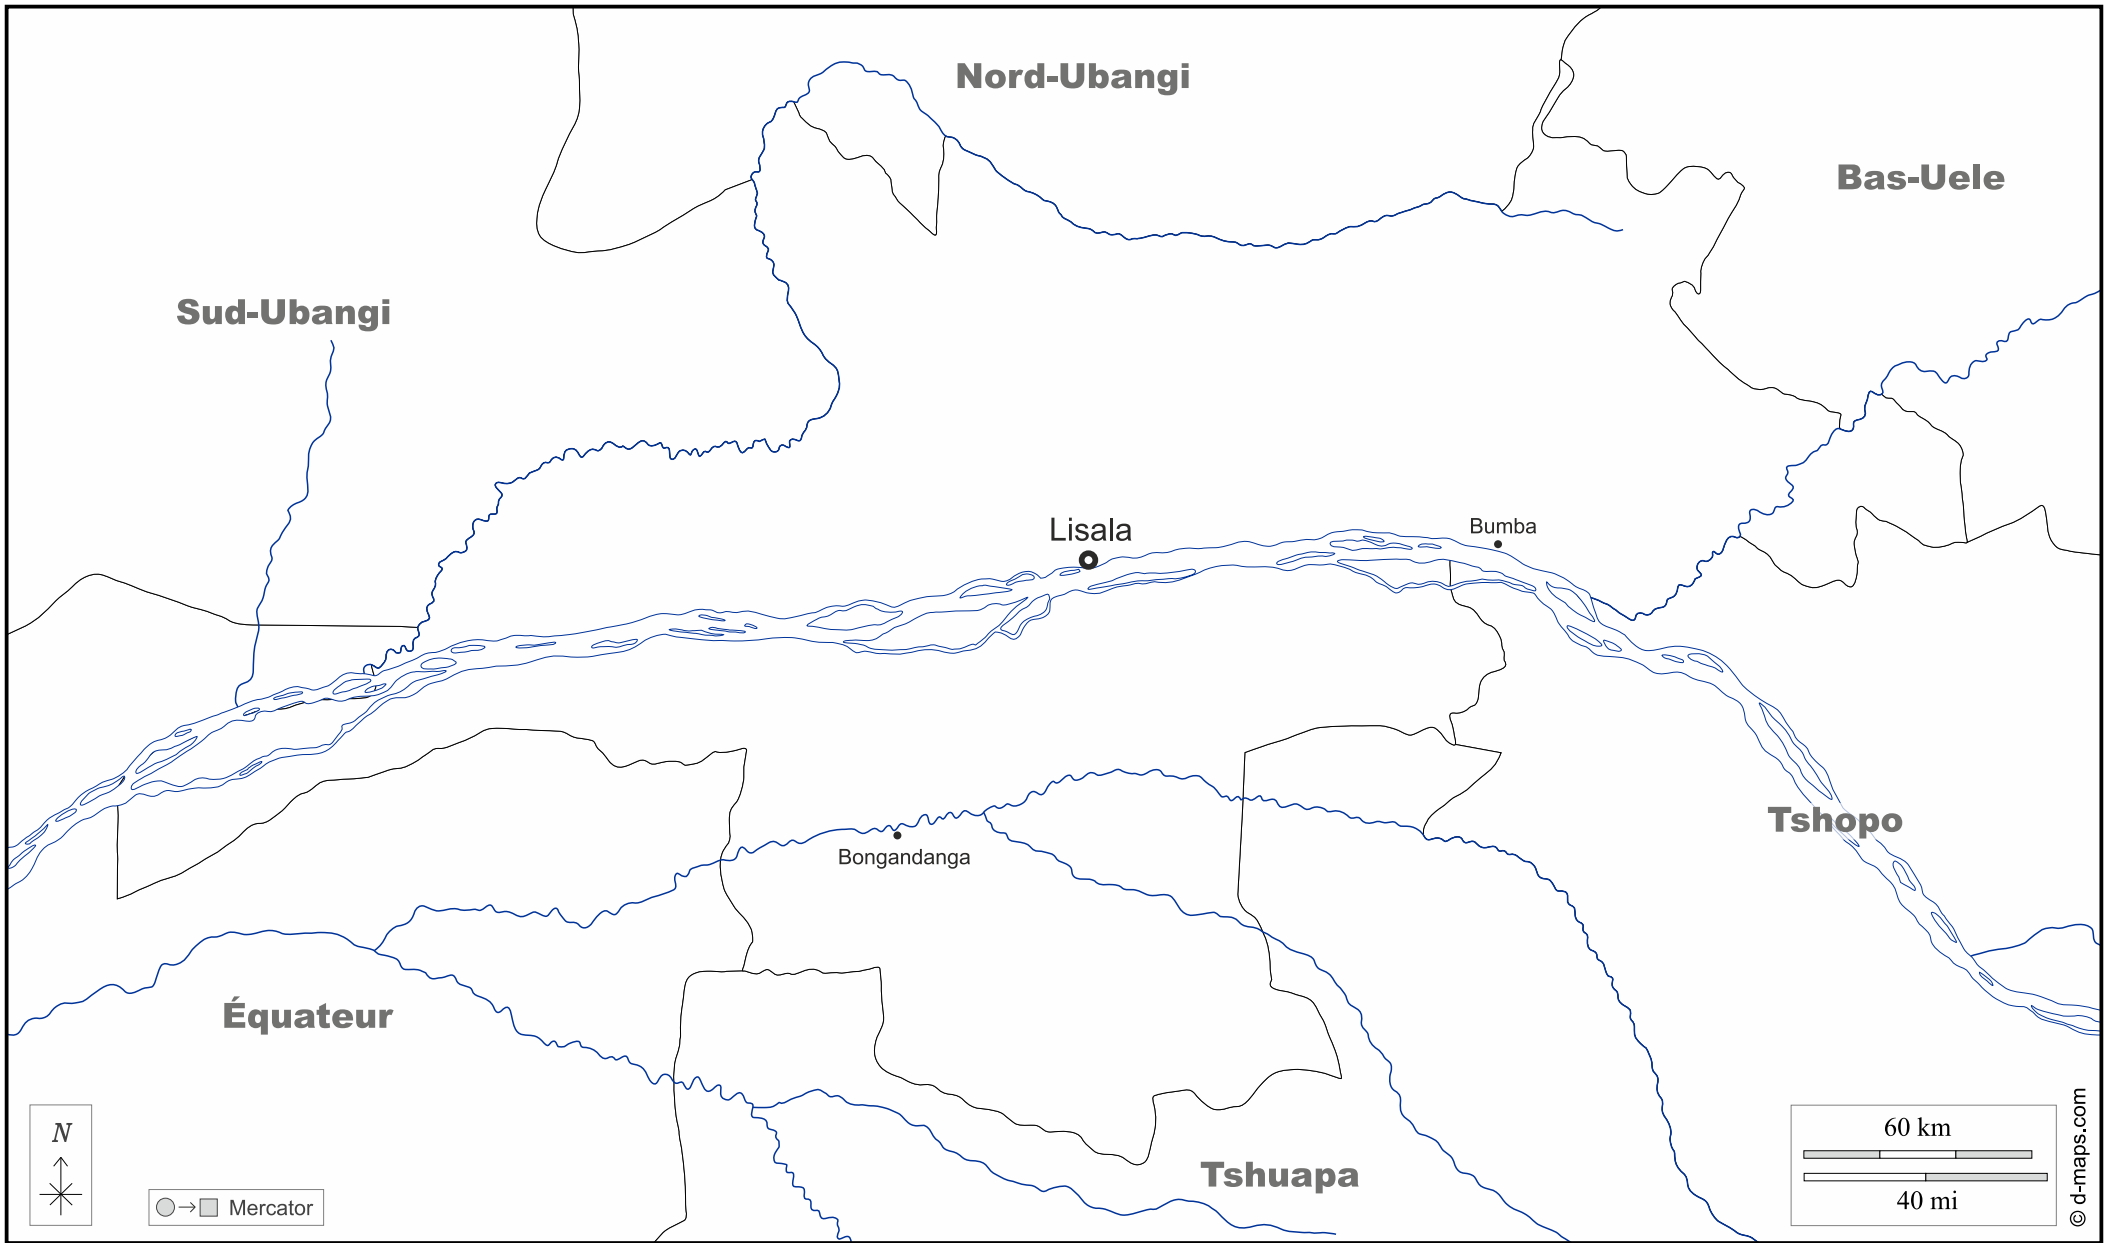 Nord-Ubangi
Bas-Uele
Sud-Ubangi
Lisala
Bumba
Tshopo
Bongandanga
Équateur
Tshuapa
N
Mercator
60 km
40 mi
© d-maps.com